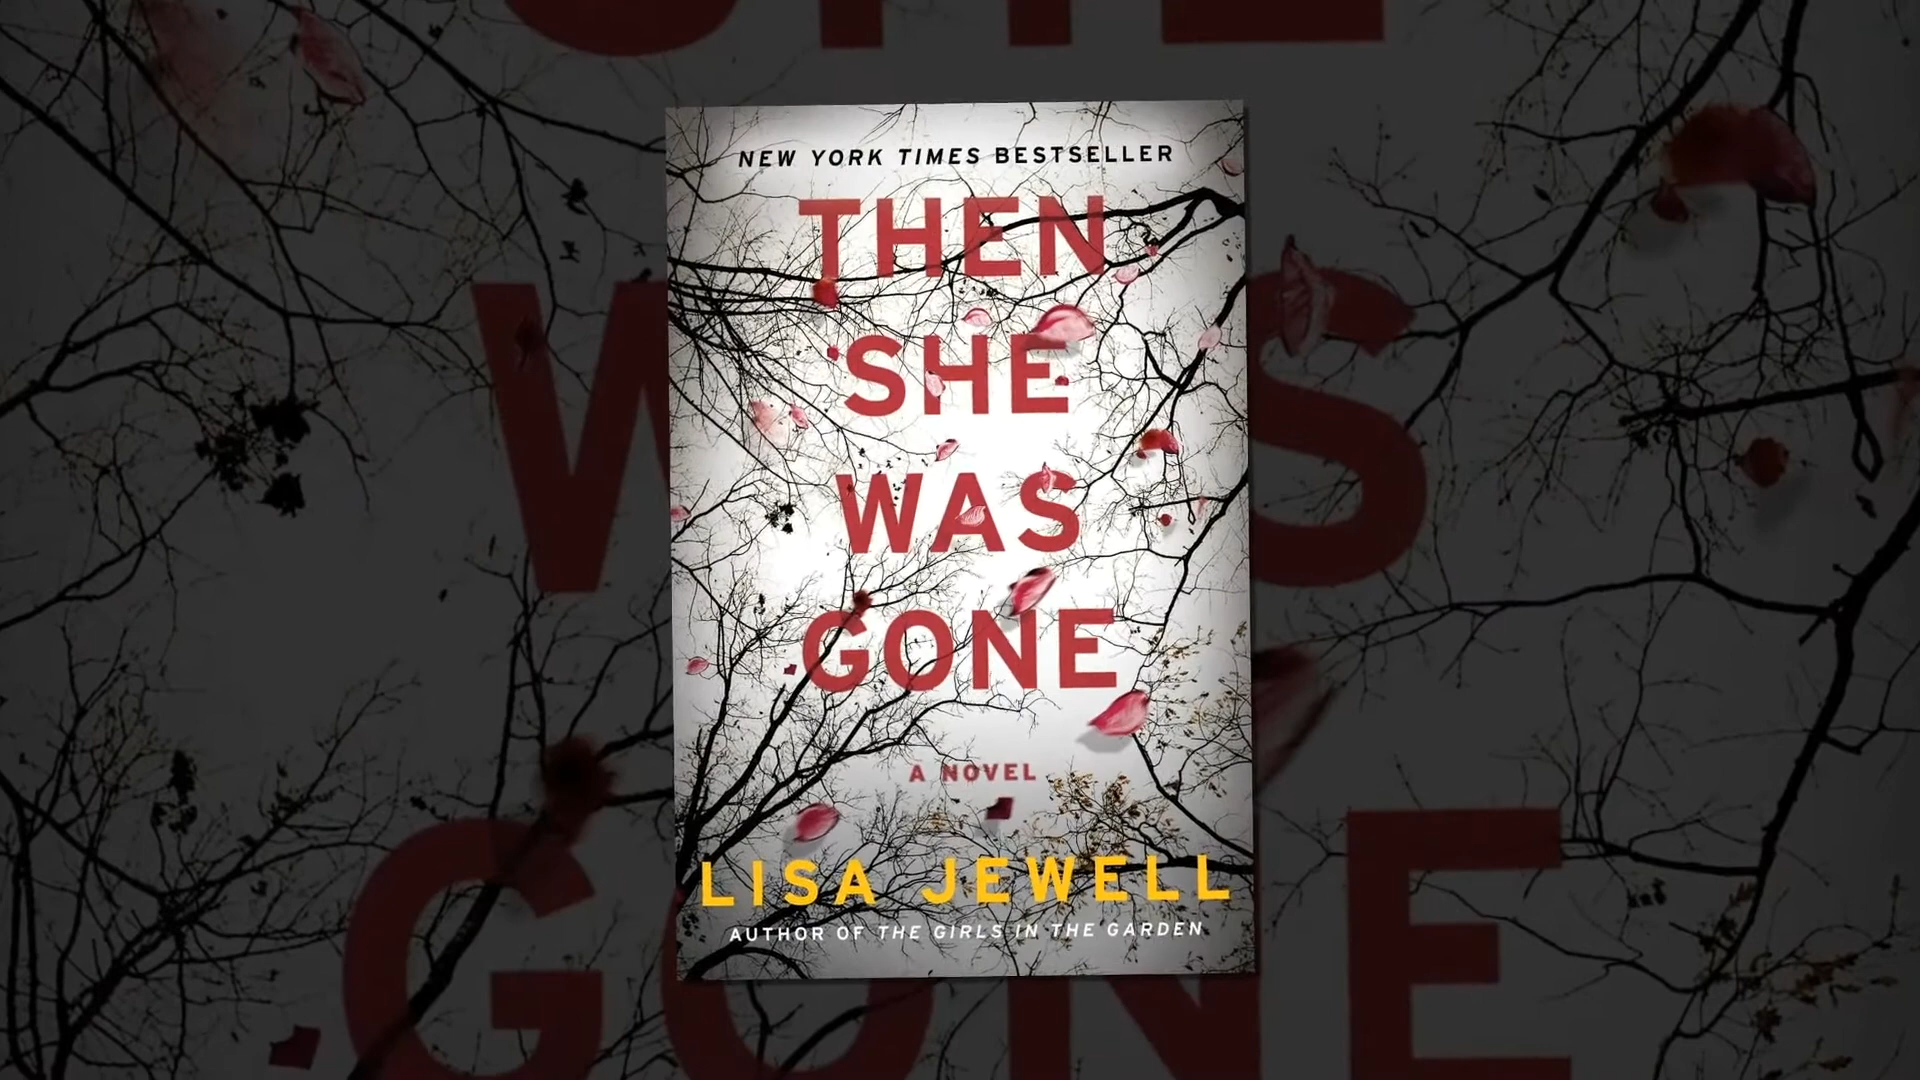 NEW YORK TIMES BESTSELLER
THEN
SHE
WAS
GONE
A NOVEL
LISA JEWELL
AUTHOR OF THE GIRLS IN THE GARDEN